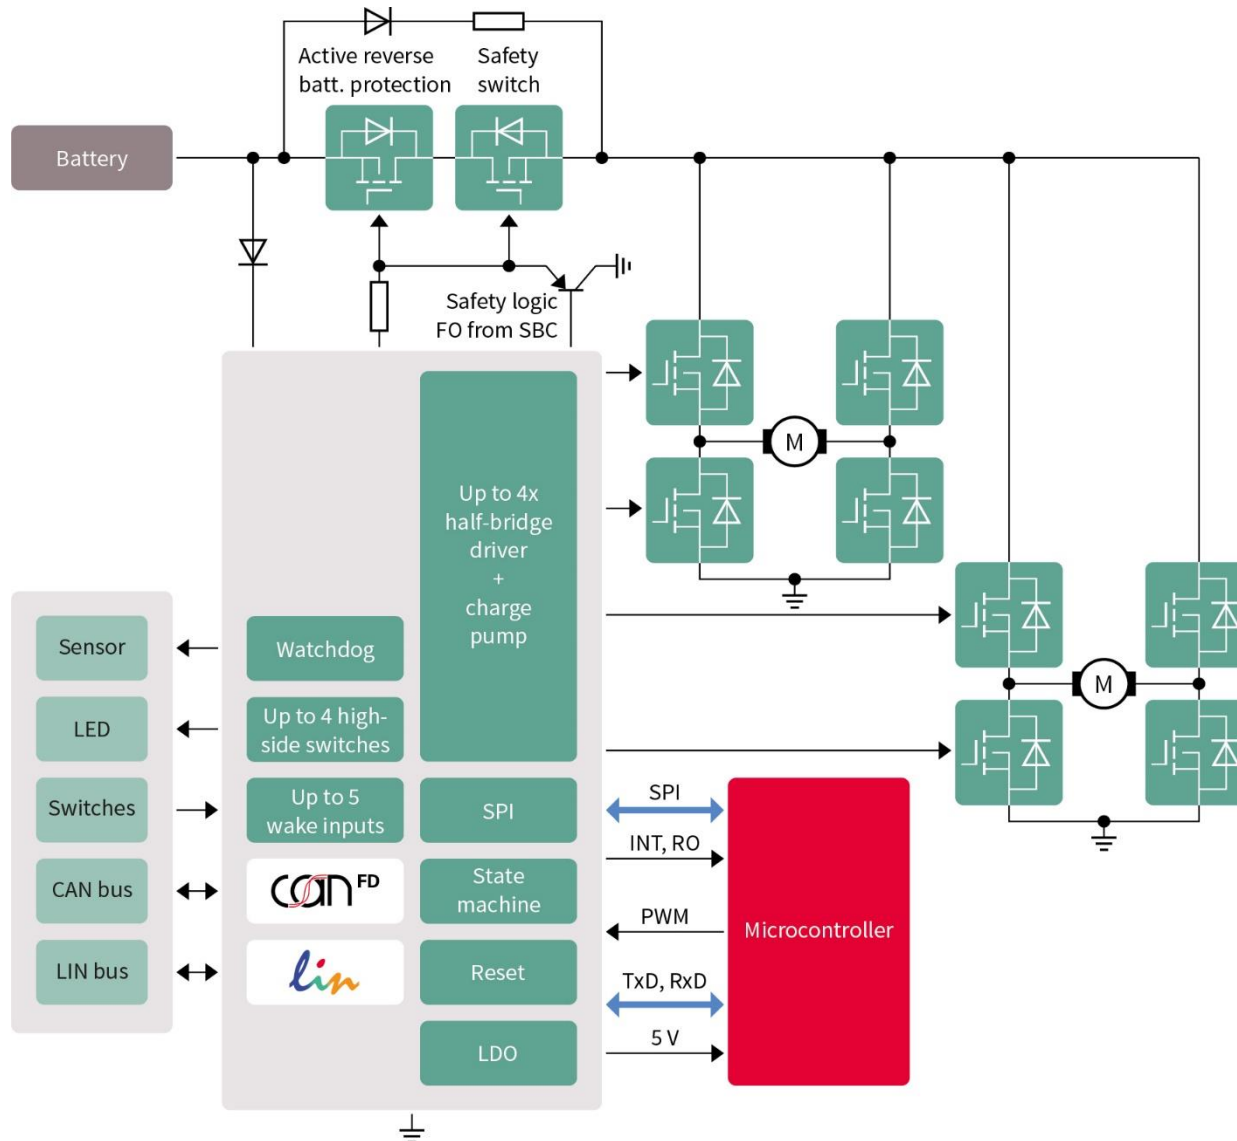 Active reverse
batt. protection
Safety
switch
Battery
Safety logic
FO from SBC
M
Up to 4x
half-bridge
driver
+
charge
pump
Sensor
Watchdog
M
LED
Up to 4 high-
side switches
Switches
Up to 5
wake inputs
SPI
SPI
INT, RO
CAN bus
CAN FD
State
machine
PWM
Microcontroller
LIN bus
lin
Reset
TxD, RxD
LDO
5 V